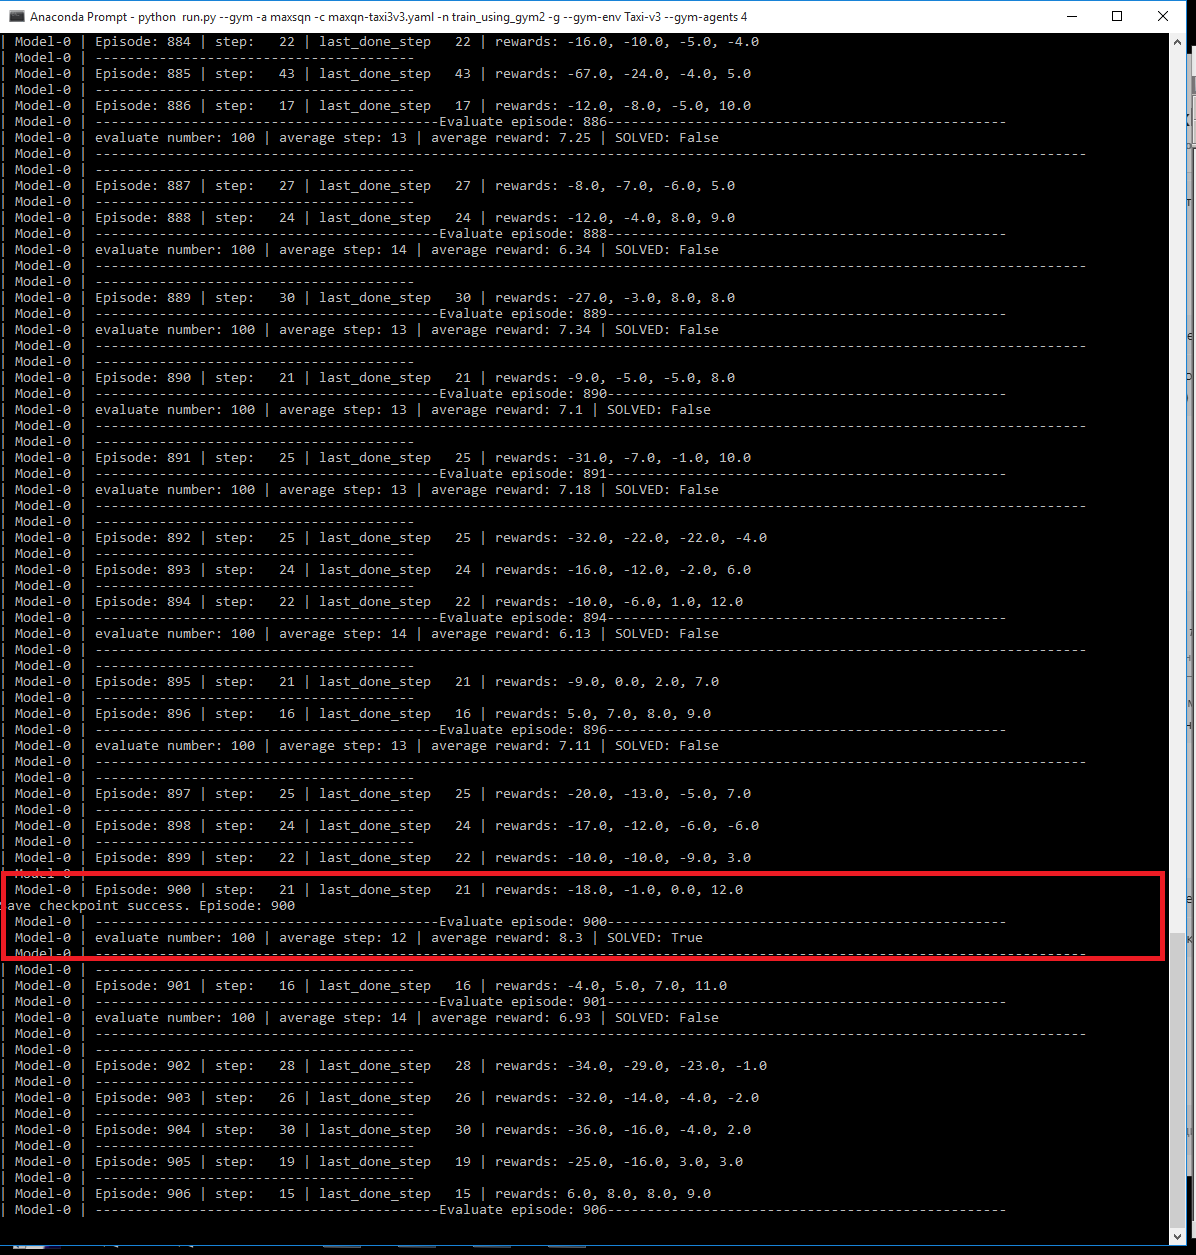 Anaconda Prompt - python  run.py --gym -a maxsqn -c maxqn-taxi3v3.yaml -n train_using_gym2 -g --gym-env Taxi-v3 --gym-agents 4
| Model-0 | Episode: 884 | step:   22 | last_done_step   22 | rewards: -16.0, -10.0, -5.0, -4.0
| Model-0 | ----------------------------------------
| Model-0 | Episode: 885 | step:   43 | last_done_step   43 | rewards: -67.0, -24.0, -4.0, 5.0
| Model-0 | ----------------------------------------
| Model-0 | Episode: 886 | step:   17 | last_done_step   17 | rewards: -12.0, -8.0, -5.0, 10.0
| Model-0 | -------------------------------------------Evaluate episode: 886--------------------------------------------------
| Model-0 | evaluate number: 100 | average step: 13 | average reward: 7.25 | SOLVED: False
| Model-0 | ----------------------------------------------------------------------------------------------------------------------------
| Model-0 | ----------------------------------------
| Model-0 | Episode: 887 | step:   27 | last_done_step   27 | rewards: -8.0, -7.0, -6.0, 5.0
| Model-0 | ----------------------------------------
| Model-0 | Episode: 888 | step:   24 | last_done_step   24 | rewards: -12.0, -4.0, 8.0, 9.0
| Model-0 | -------------------------------------------Evaluate episode: 888--------------------------------------------------
| Model-0 | evaluate number: 100 | average step: 14 | average reward: 6.34 | SOLVED: False
| Model-0 | ----------------------------------------------------------------------------------------------------------------------------
| Model-0 | ----------------------------------------
| Model-0 | Episode: 889 | step:   30 | last_done_step   30 | rewards: -27.0, -3.0, 8.0, 8.0
| Model-0 | -------------------------------------------Evaluate episode: 889--------------------------------------------------
| Model-0 | evaluate number: 100 | average step: 13 | average reward: 7.34 | SOLVED: False
| Model-0 | ----------------------------------------------------------------------------------------------------------------------------
| Model-0 | ----------------------------------------
| Model-0 | Episode: 890 | step:   21 | last_done_step   21 | rewards: -9.0, -5.0, -5.0, 8.0
| Model-0 | -------------------------------------------Evaluate episode: 890--------------------------------------------------
| Model-0 | evaluate number: 100 | average step: 13 | average reward: 7.1 | SOLVED: False
| Model-0 | ----------------------------------------------------------------------------------------------------------------------------
| Model-0 | ----------------------------------------
| Model-0 | Episode: 891 | step:   25 | last_done_step   25 | rewards: -31.0, -7.0, -1.0, 10.0
| Model-0 | -------------------------------------------Evaluate episode: 891--------------------------------------------------
| Model-0 | evaluate number: 100 | average step: 13 | average reward: 7.18 | SOLVED: False
| Model-0 | ----------------------------------------------------------------------------------------------------------------------------
| Model-0 | ----------------------------------------
| Model-0 | Episode: 892 | step:   25 | last_done_step   25 | rewards: -32.0, -22.0, -22.0, -4.0
| Model-0 | ----------------------------------------
| Model-0 | Episode: 893 | step:   24 | last_done_step   24 | rewards: -16.0, -12.0, -2.0, 6.0
| Model-0 | ----------------------------------------
| Model-0 | Episode: 894 | step:   22 | last_done_step   22 | rewards: -10.0, -6.0, 1.0, 12.0
| Model-0 | -------------------------------------------Evaluate episode: 894--------------------------------------------------
| Model-0 | evaluate number: 100 | average step: 14 | average reward: 6.13 | SOLVED: False
| Model-0 | ----------------------------------------------------------------------------------------------------------------------------
| Model-0 | ----------------------------------------
| Model-0 | Episode: 895 | step:   21 | last_done_step   21 | rewards: -9.0, 0.0, 2.0, 7.0
| Model-0 | ----------------------------------------
| Model-0 | Episode: 896 | step:   16 | last_done_step   16 | rewards: 5.0, 7.0, 8.0, 9.0
| Model-0 | -------------------------------------------Evaluate episode: 896--------------------------------------------------
| Model-0 | evaluate number: 100 | average step: 13 | average reward: 7.11 | SOLVED: False
| Model-0 | ----------------------------------------------------------------------------------------------------------------------------
| Model-0 | ----------------------------------------
| Model-0 | Episode: 897 | step:   25 | last_done_step   25 | rewards: -20.0, -13.0, -5.0, 7.0
| Model-0 | ----------------------------------------
| Model-0 | Episode: 898 | step:   24 | last_done_step   24 | rewards: -17.0, -12.0, -6.0, -6.0
| Model-0 | ----------------------------------------
| Model-0 | Episode: 899 | step:   22 | last_done_step   22 | rewards: -10.0, -10.0, -9.0, 3.0
Model-0
Model-0 | Episode: 900 | step:   21 | last_done_step   21 | rewards: -18.0, -1.0, 0.0, 12.0
ave checkpoint success. Episode: 900
Model-0 | -------------------------------------------Evaluate episode: 900--------------------------------------------------
Model-0 | evaluate number: 100 | average step: 12 | average reward: 8.3 | SOLVED: True
Model-0 | ----------------------------------------------------------------------------------------------------------------------------
| Model-0 | ----------------------------------------
| Model-0 | Episode: 901 | step:   16 | last_done_step   16 | rewards: -4.0, 5.0, 7.0, 11.0
| Model-0 | -------------------------------------------Evaluate episode: 901--------------------------------------------------
| Model-0 | evaluate number: 100 | average step: 14 | average reward: 6.93 | SOLVED: False
| Model-0 | ----------------------------------------------------------------------------------------------------------------------------
| Model-0 | ----------------------------------------
| Model-0 | Episode: 902 | step:   28 | last_done_step   28 | rewards: -34.0, -29.0, -23.0, -1.0
| Model-0 | ----------------------------------------
| Model-0 | Episode: 903 | step:   26 | last_done_step   26 | rewards: -32.0, -14.0, -4.0, -2.0
| Model-0 | ----------------------------------------
| Model-0 | Episode: 904 | step:   30 | last_done_step   30 | rewards: -36.0, -16.0, -4.0, 2.0
| Model-0 | ----------------------------------------
| Model-0 | Episode: 905 | step:   19 | last_done_step   19 | rewards: -25.0, -16.0, 3.0, 3.0
| Model-0 | ----------------------------------------
| Model-0 | Episode: 906 | step:   15 | last_done_step   15 | rewards: 6.0, 8.0, 8.0, 9.0
| Model-0 | -------------------------------------------Evaluate episode: 906--------------------------------------------------